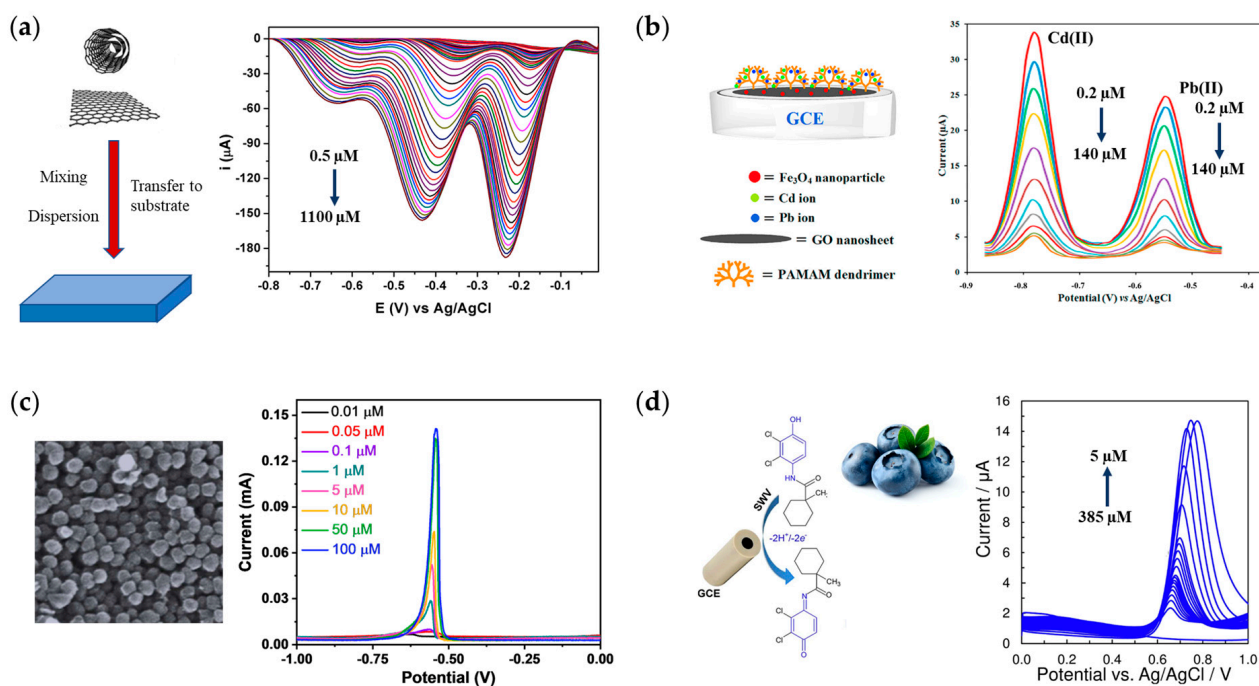 (a)
Mixing
Dispersion
Transfer to
substrate
0
-30
-60
-90
-120
-150
-180
i (μA)
0.5 μM
1100 μM
-0.8 -0.7 -0.6 -0.5 -0.4 -0.3 -0.2 -0.1
E (V) vs Ag/AgCl
(b)
GCE
= Fe₃O₄ nanoparticle
= Cd ion
= Pb ion
= GO nanosheet
= PAMAM dendrimer
35
30
25
20
15
10
5
0
Current (μA)
Cd(II)
0.2 μM
140 μM
Pb(II)
0.2 μM
140 μM
-0.9 -0.8 -0.7 -0.6 -0.5 -0.4
Potential (V) vs Ag/AgCl
(c)
0.15
0.12
0.09
0.06
0.03
0.00
Current (mA)
0.01 μM
0.05 μM
0.1 μM
1 μM
5 μM
10 μM
50 μM
100 μM
-1.00 -0.75 -0.50 -0.25 0.00
Potential (V)
(d)
OH
Cl
Cl
HN
O
CH₃
SWV
-2H⁺/-2e⁻
GCE
CH₃
N
O
Cl
Cl
O
16
14
12
10
8
6
4
2
0
Current / μA
5 μM
385 μM
0.0 0.2 0.4 0.6 0.8 1.0
Potential vs. Ag/AgCl / V